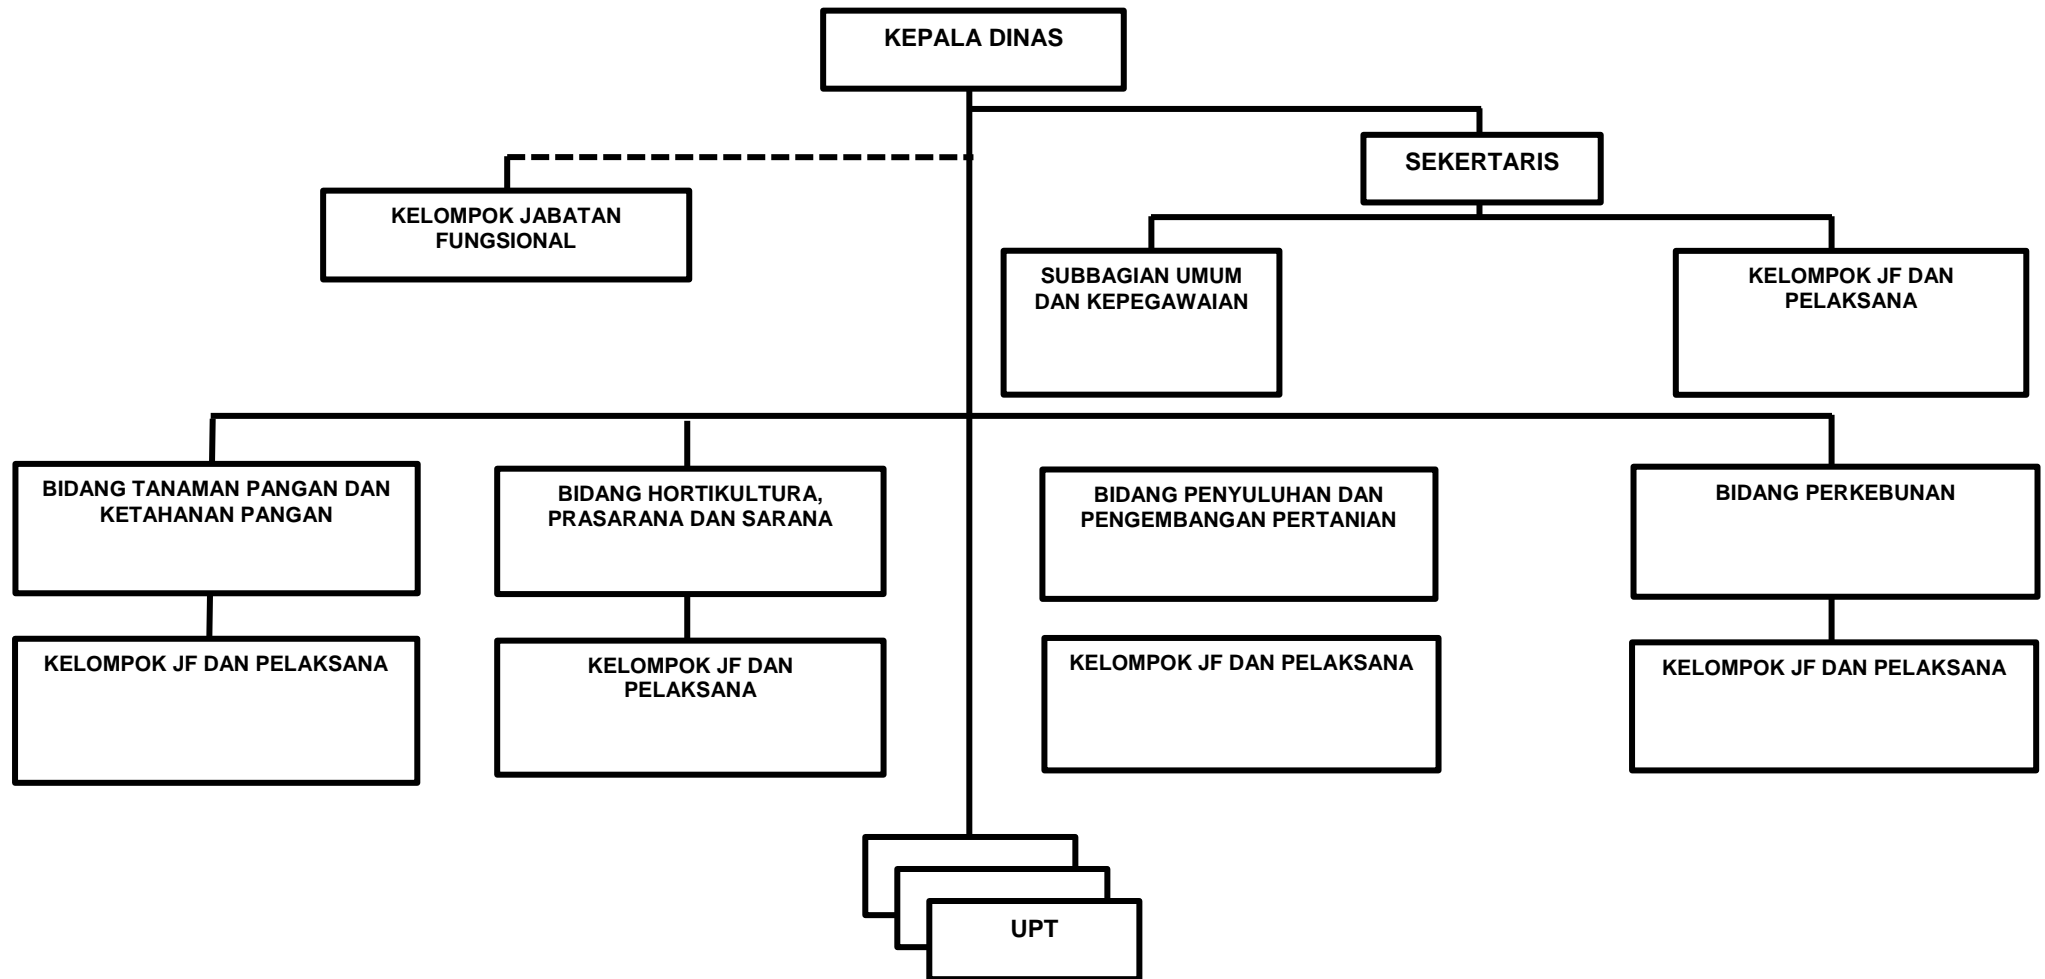 KEPALA DINAS
SEKERTARIS
KELOMPOK JABATAN
FUNGSIONAL
SUBBAGIAN UMUM
DAN KEPEGAWAIAN
KELOMPOK JF DAN
PELAKSANA
BIDANG TANAMAN PANGAN DAN
KETAHANAN PANGAN
BIDANG HORTIKULTURA,
PRASARANA DAN SARANA
BIDANG PENYULUHAN DAN
PENGEMBANGAN PERTANIAN
BIDANG PERKEBUNAN
KELOMPOK JF DAN PELAKSANA
KELOMPOK JF DAN
PELAKSANA
KELOMPOK JF DAN PELAKSANA
KELOMPOK JF DAN PELAKSANA
UPT